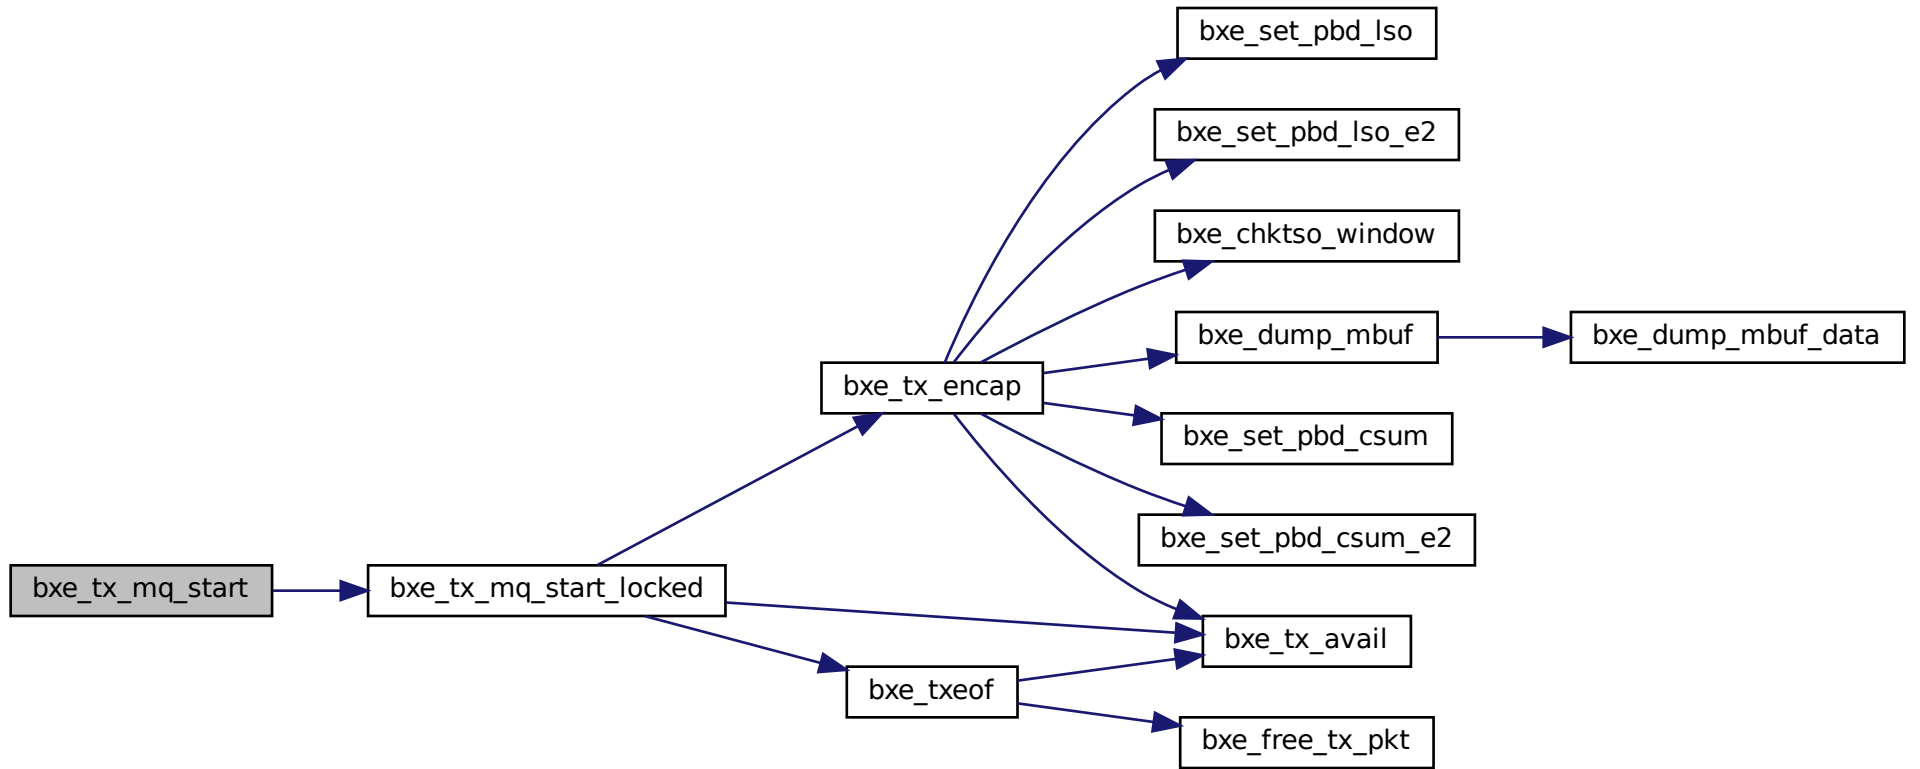 bxe_set_pbd_lso
bxe_set_pbd_lso_e2
bxe_chktso_window
bxe_dump_mbuf
bxe_dump_mbuf_data
bxe_tx_encap
bxe_set_pbd_csum
bxe_set_pbd_csum_e2
bxe_tx_mq_start
bxe_tx_mq_start_locked
bxe_tx_avail
bxe_txeof
bxe_free_tx_pkt